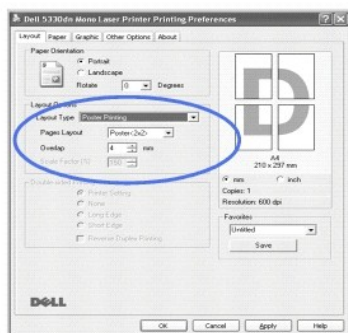 Dell 5330dn Mono Laser Printer Printing Preferences
Layout Paper Graphic Other Options About
Paper Orientation
Portrait
Landscape
Rotate 0 Degrees
Layout Options
Layout Type Poster Printing
Pages Layout Poster<2x2>
Overlap 4 mm
Scale Factor (%) 150
Printer Setting
None
Long Edge
Short Edge
Reverse Duplex Printing
D
A4
210 x 297 mm
mm inch
Copies: 1
Resolution: 600 dpi
Favorites
Untitled
Save
DELL
OK Cancel Apply Help